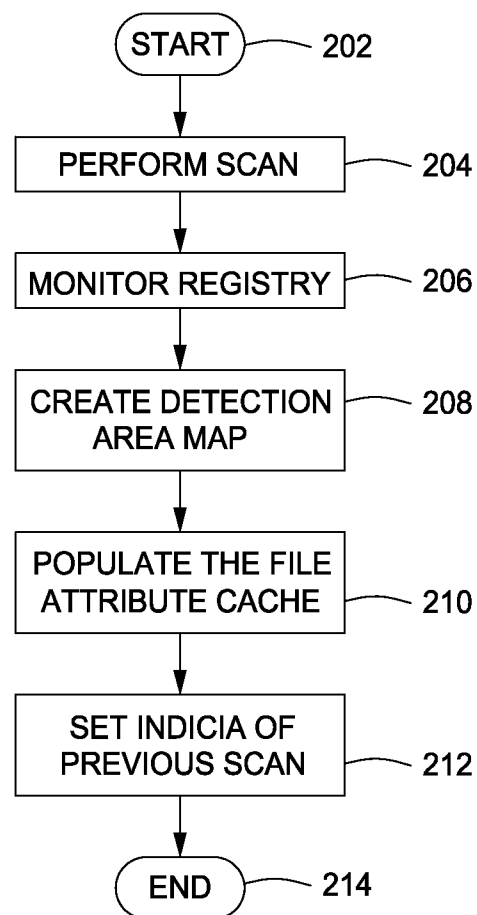 START
202
PERFORM SCAN
204
MONITOR REGISTRY
206
CREATE DETECTION
AREA MAP
208
POPULATE THE FILE
ATTRIBUTE CACHE
210
SET INDICIA OF
PREVIOUS SCAN
212
END
214